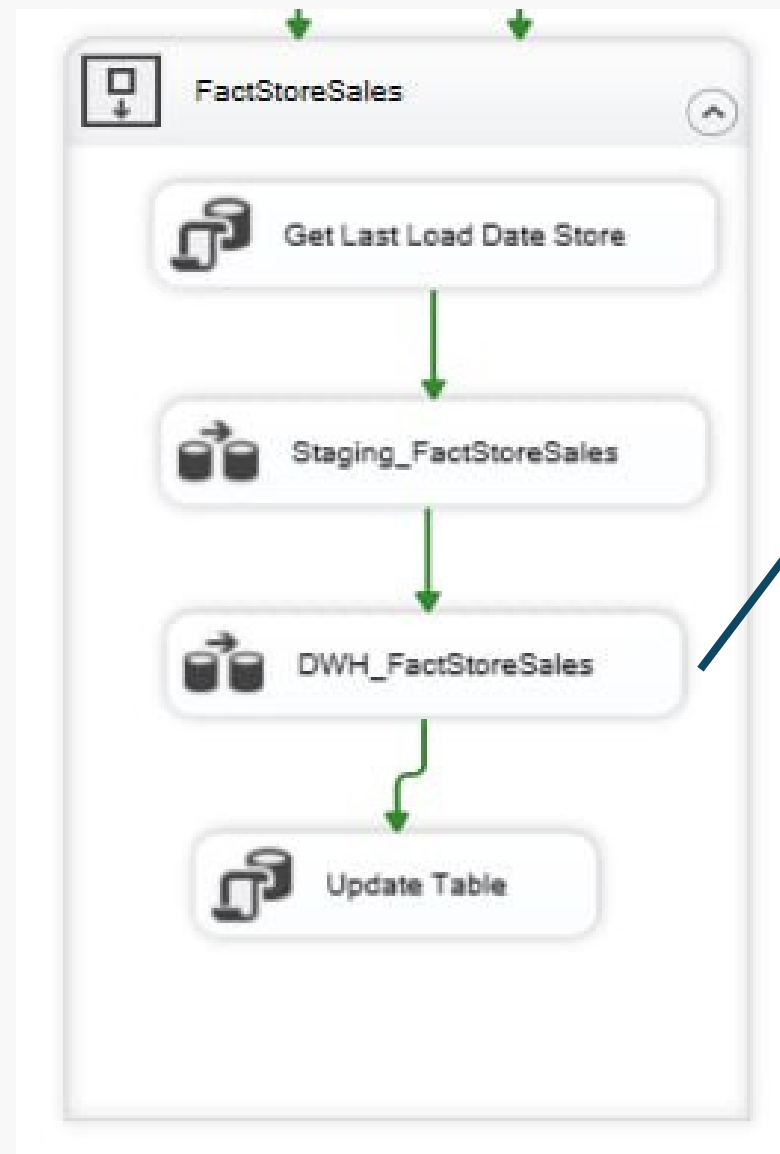 FactStoreSales
Get Last Load Date Store
Staging_FactStoreSales
DWH_FactStoreSales
Update Table